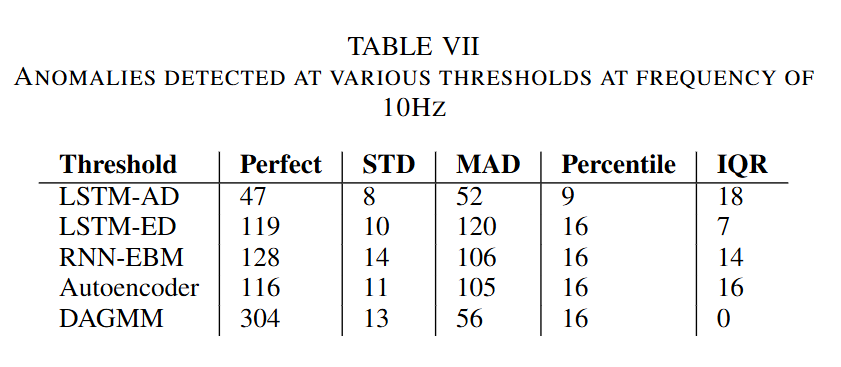 TABLE VII
ANOMALIES DETECTED AT VARIOUS THRESHOLDS AT FREQUENCY OF
10HZ
Threshold Perfect STD MAD Percentile IQR
LSTM-AD 47 8 52 9 18
LSTM-ED 119 10 120 16 7
RNN-EBM 128 14 106 16 14
Autoencoder 116 11 105 16 16
DAGMM 304 13 56 16 0